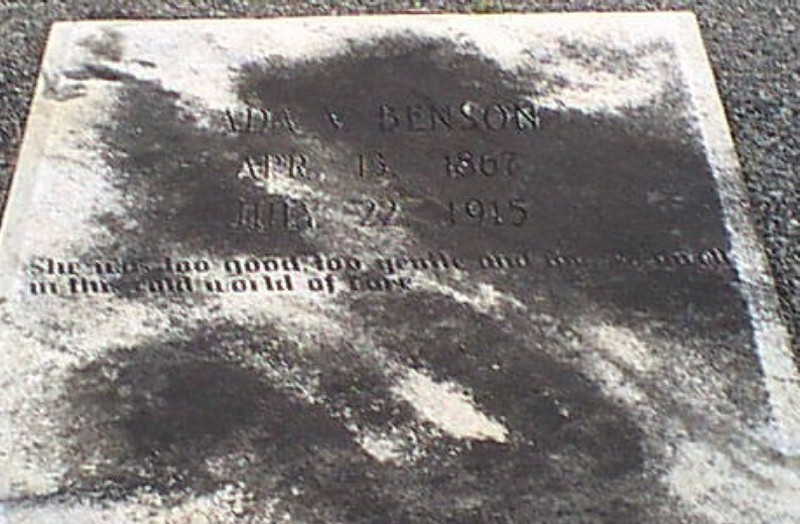 ADA V BENSON
APR. 13, 1867
JULY 22 1915
She was too good, too gentle and
in this cold world of care